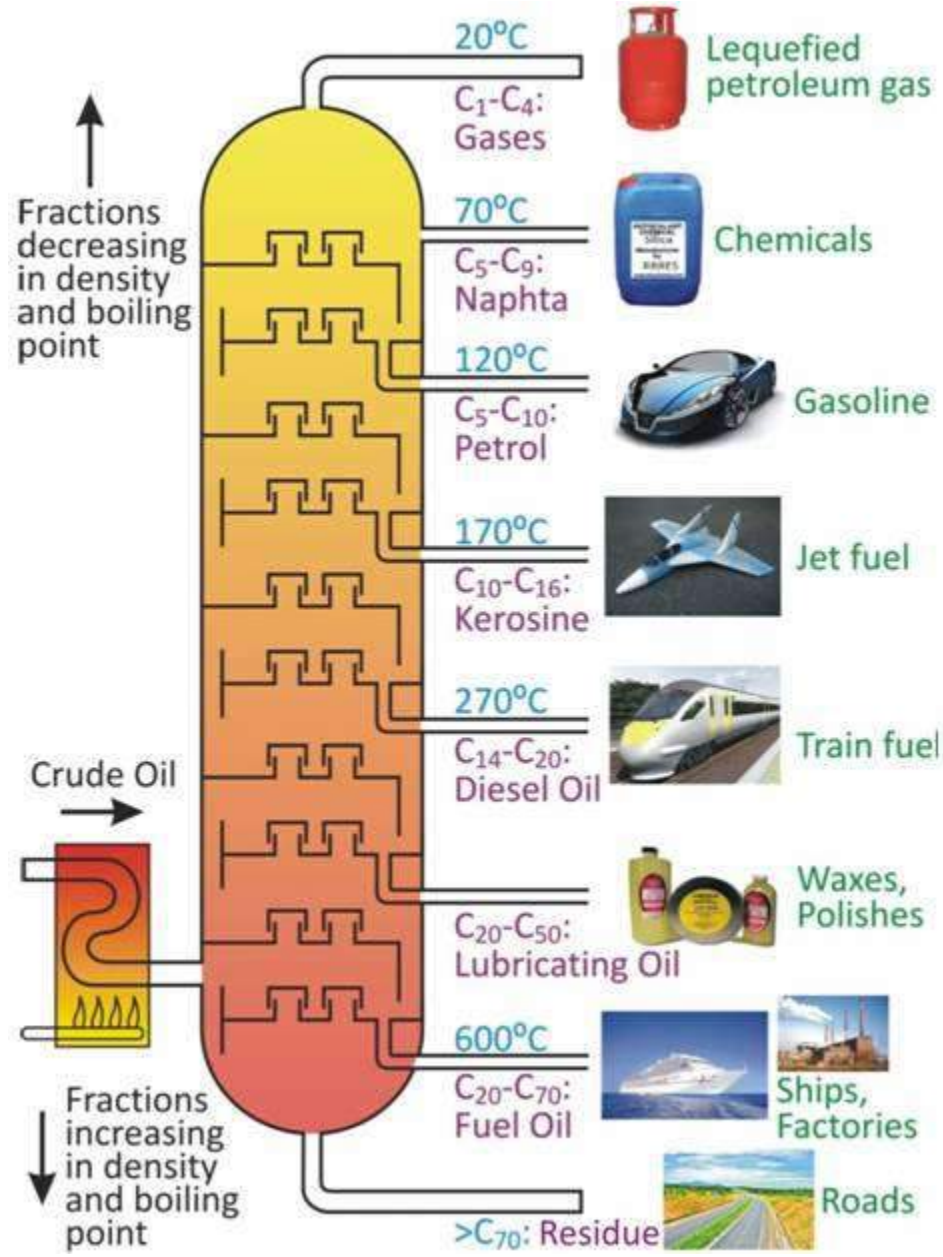 20°C
C₁-C₄:
Gases
Lequefied
petroleum gas
Fractions
decreasing
in density
and boiling
point
70°C
C₅-C₉:
Naphta
Silica
Chemicals
120°C
C₅-C₁₀:
Petrol
Gasoline
170°C
C₁₀-C₁₆:
Kerosine
Jet fuel
270°C
C₁₄-C₂₀:
Diesel Oil
Train fuel
Crude Oil
C₂₀-C₅₀:
Lubricating Oil
Waxes,
Polishes
600°C
C₂₀-C₇₀:
Fuel Oil
Ships,
Factories
Fractions
increasing
in density
and boiling
point
>C₇₀: Residue
Roads